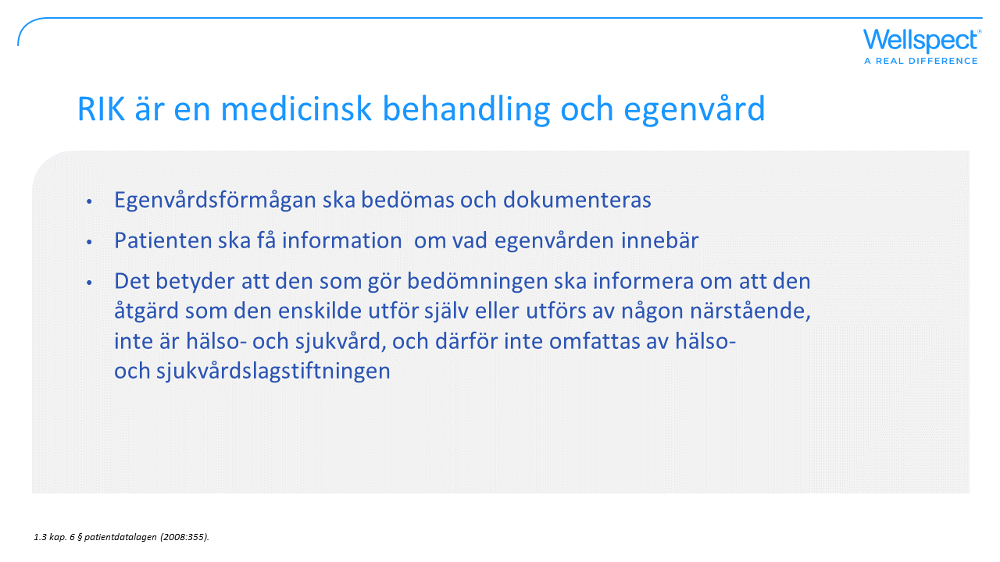 Wellspect®
A REAL DIFFERENCE
RIK är en medicinsk behandling och egenvård
• Egenvårdsförmågan ska bedömas och dokumenteras
• Patienten ska få information  om vad egenvården innebär
• Det betyder att den som gör bedömningen ska informera om att den
åtgärd som den enskilde utför själv eller utförs av någon närstående,
inte är hälso- och sjukvård, och därför inte omfattas av hälso-
och sjukvårdslagstiftningen
1.3 kap. 6 § patientdatalagen (2008:355).